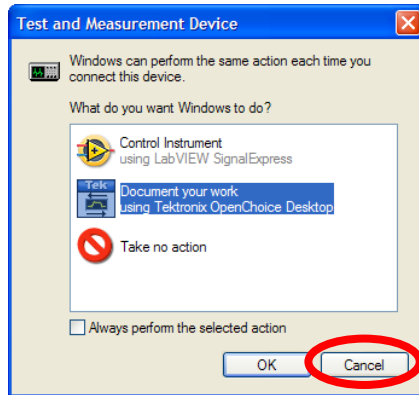 Test and Measurement Device
Windows can perform the same action each time you
connect this device.
What do you want Windows to do?
Control Instrument
using LabVIEW SignalExpress
Tek
Document your work
using Tektronix OpenChoice Desktop
Take no action
Always perform the selected action
OK
Cancel